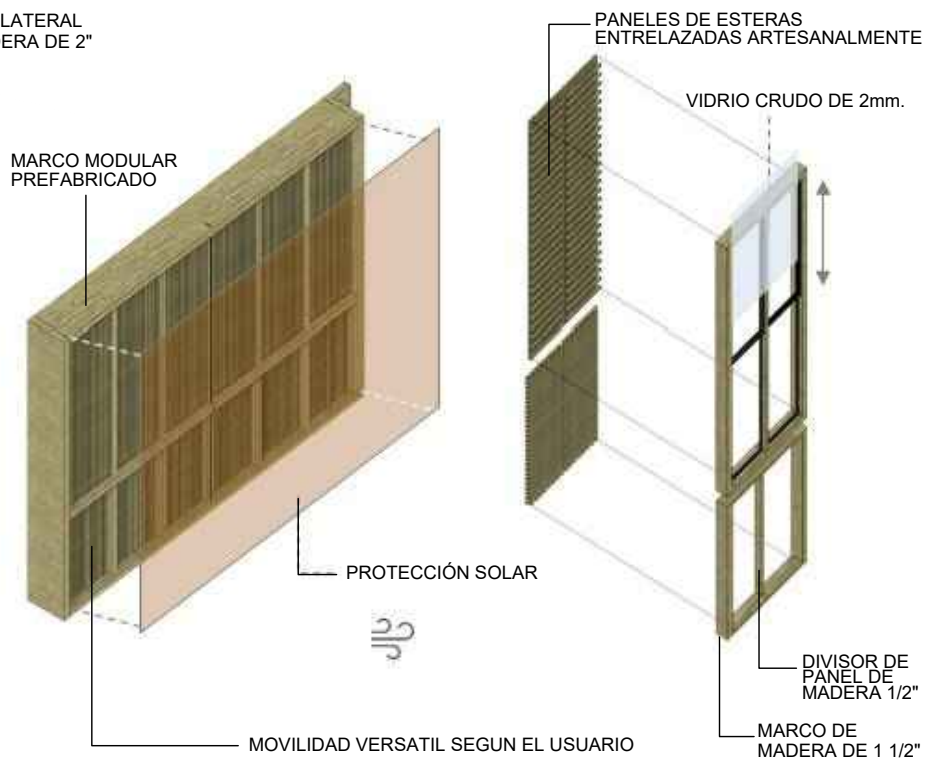 LATERAL
DERA DE 2"
PANELES DE ESTERAS
ENTRELAZADAS ARTESANALMENTE
VIDRIO CRUDO DE 2mm.
MARCO MODULAR
PREFABRICADO
PROTECCIÓN SOLAR
DIVISOR DE
PANEL DE
MADERA 1/2"
MARCO DE
MADERA DE 1 1/2"
MOVILIDAD VERSATIL SEGUN EL USUARIO